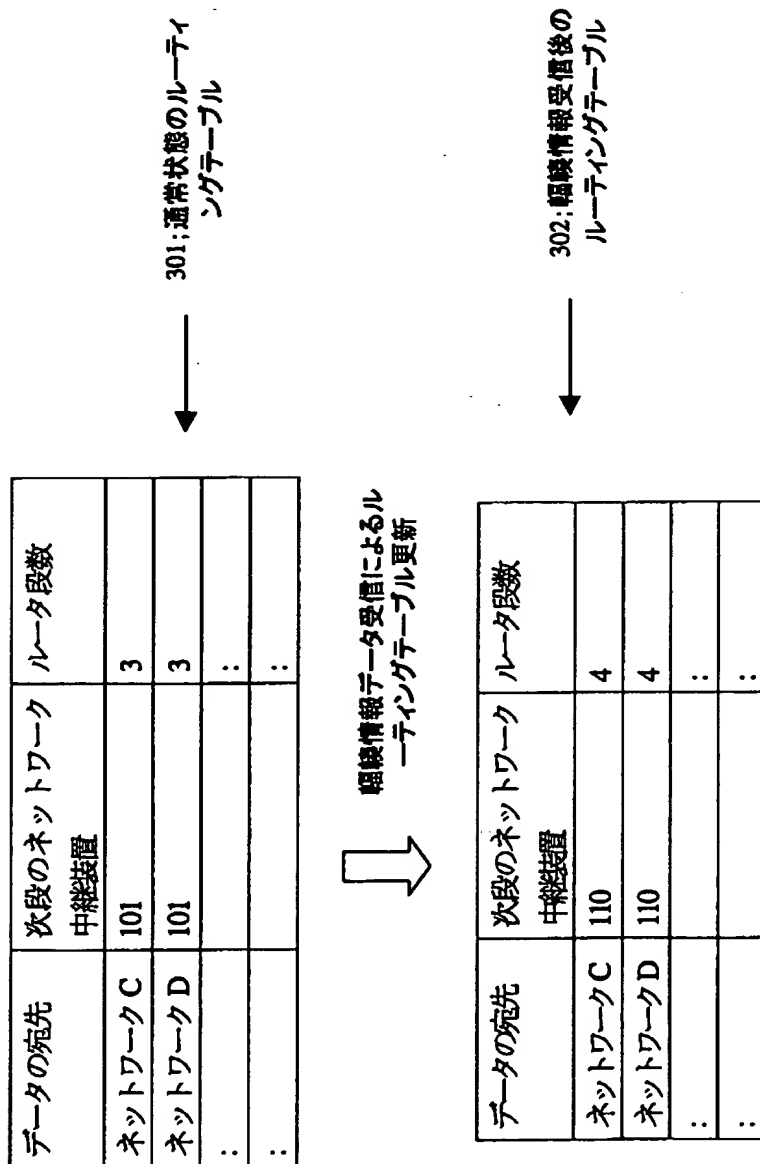 データの宛先 次段のネットワーク中継装置 ルータ段数
ネットワークC 101 3
ネットワークD 101 3
: :
: :
301;通常状態のルーティ
ングテーブル
輻輳情報データ受信によるル
ーティングテーブル更新
データの宛先 次段のネットワーク中継装置 ルータ段数
ネットワークC 110 4
ネットワークD 110 4
: :
: :
302;輻輳情報受信後の
ルーティングテーブル